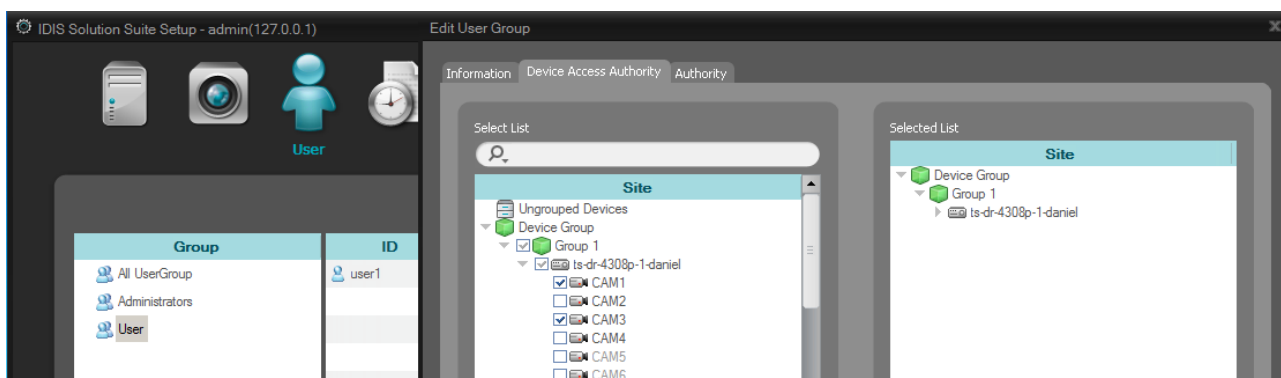 IDIS Solution Suite Setup - admin(127.0.0.1)
Edit User Group
x
Information Device Access Authority Authority
User
Select List
Selected List
Site
Ungrouped Devices
Device Group
Group 1
ts-dr-4308p-1-daniel
CAM1
CAM2
CAM3
CAM4
CAM5
CAM6
Site
Device Group
Group 1
ts-dr-4308p-1-daniel
Group ID
All UserGroup user1
Administrators
User